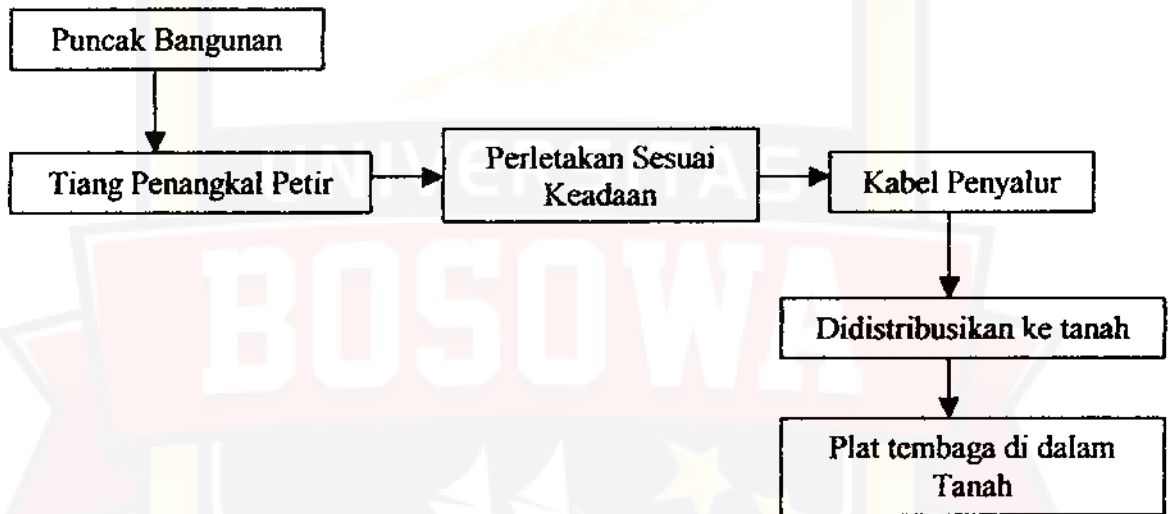 Puncak Bangunan
Tiang Penangkal Petir
Perletakan Sesuai
Keadaan
Kabel Penyalur
Didistribusikan ke tanah
Plat tembaga di dalam
Tanah
UNIVERSITAS
BOSOWA